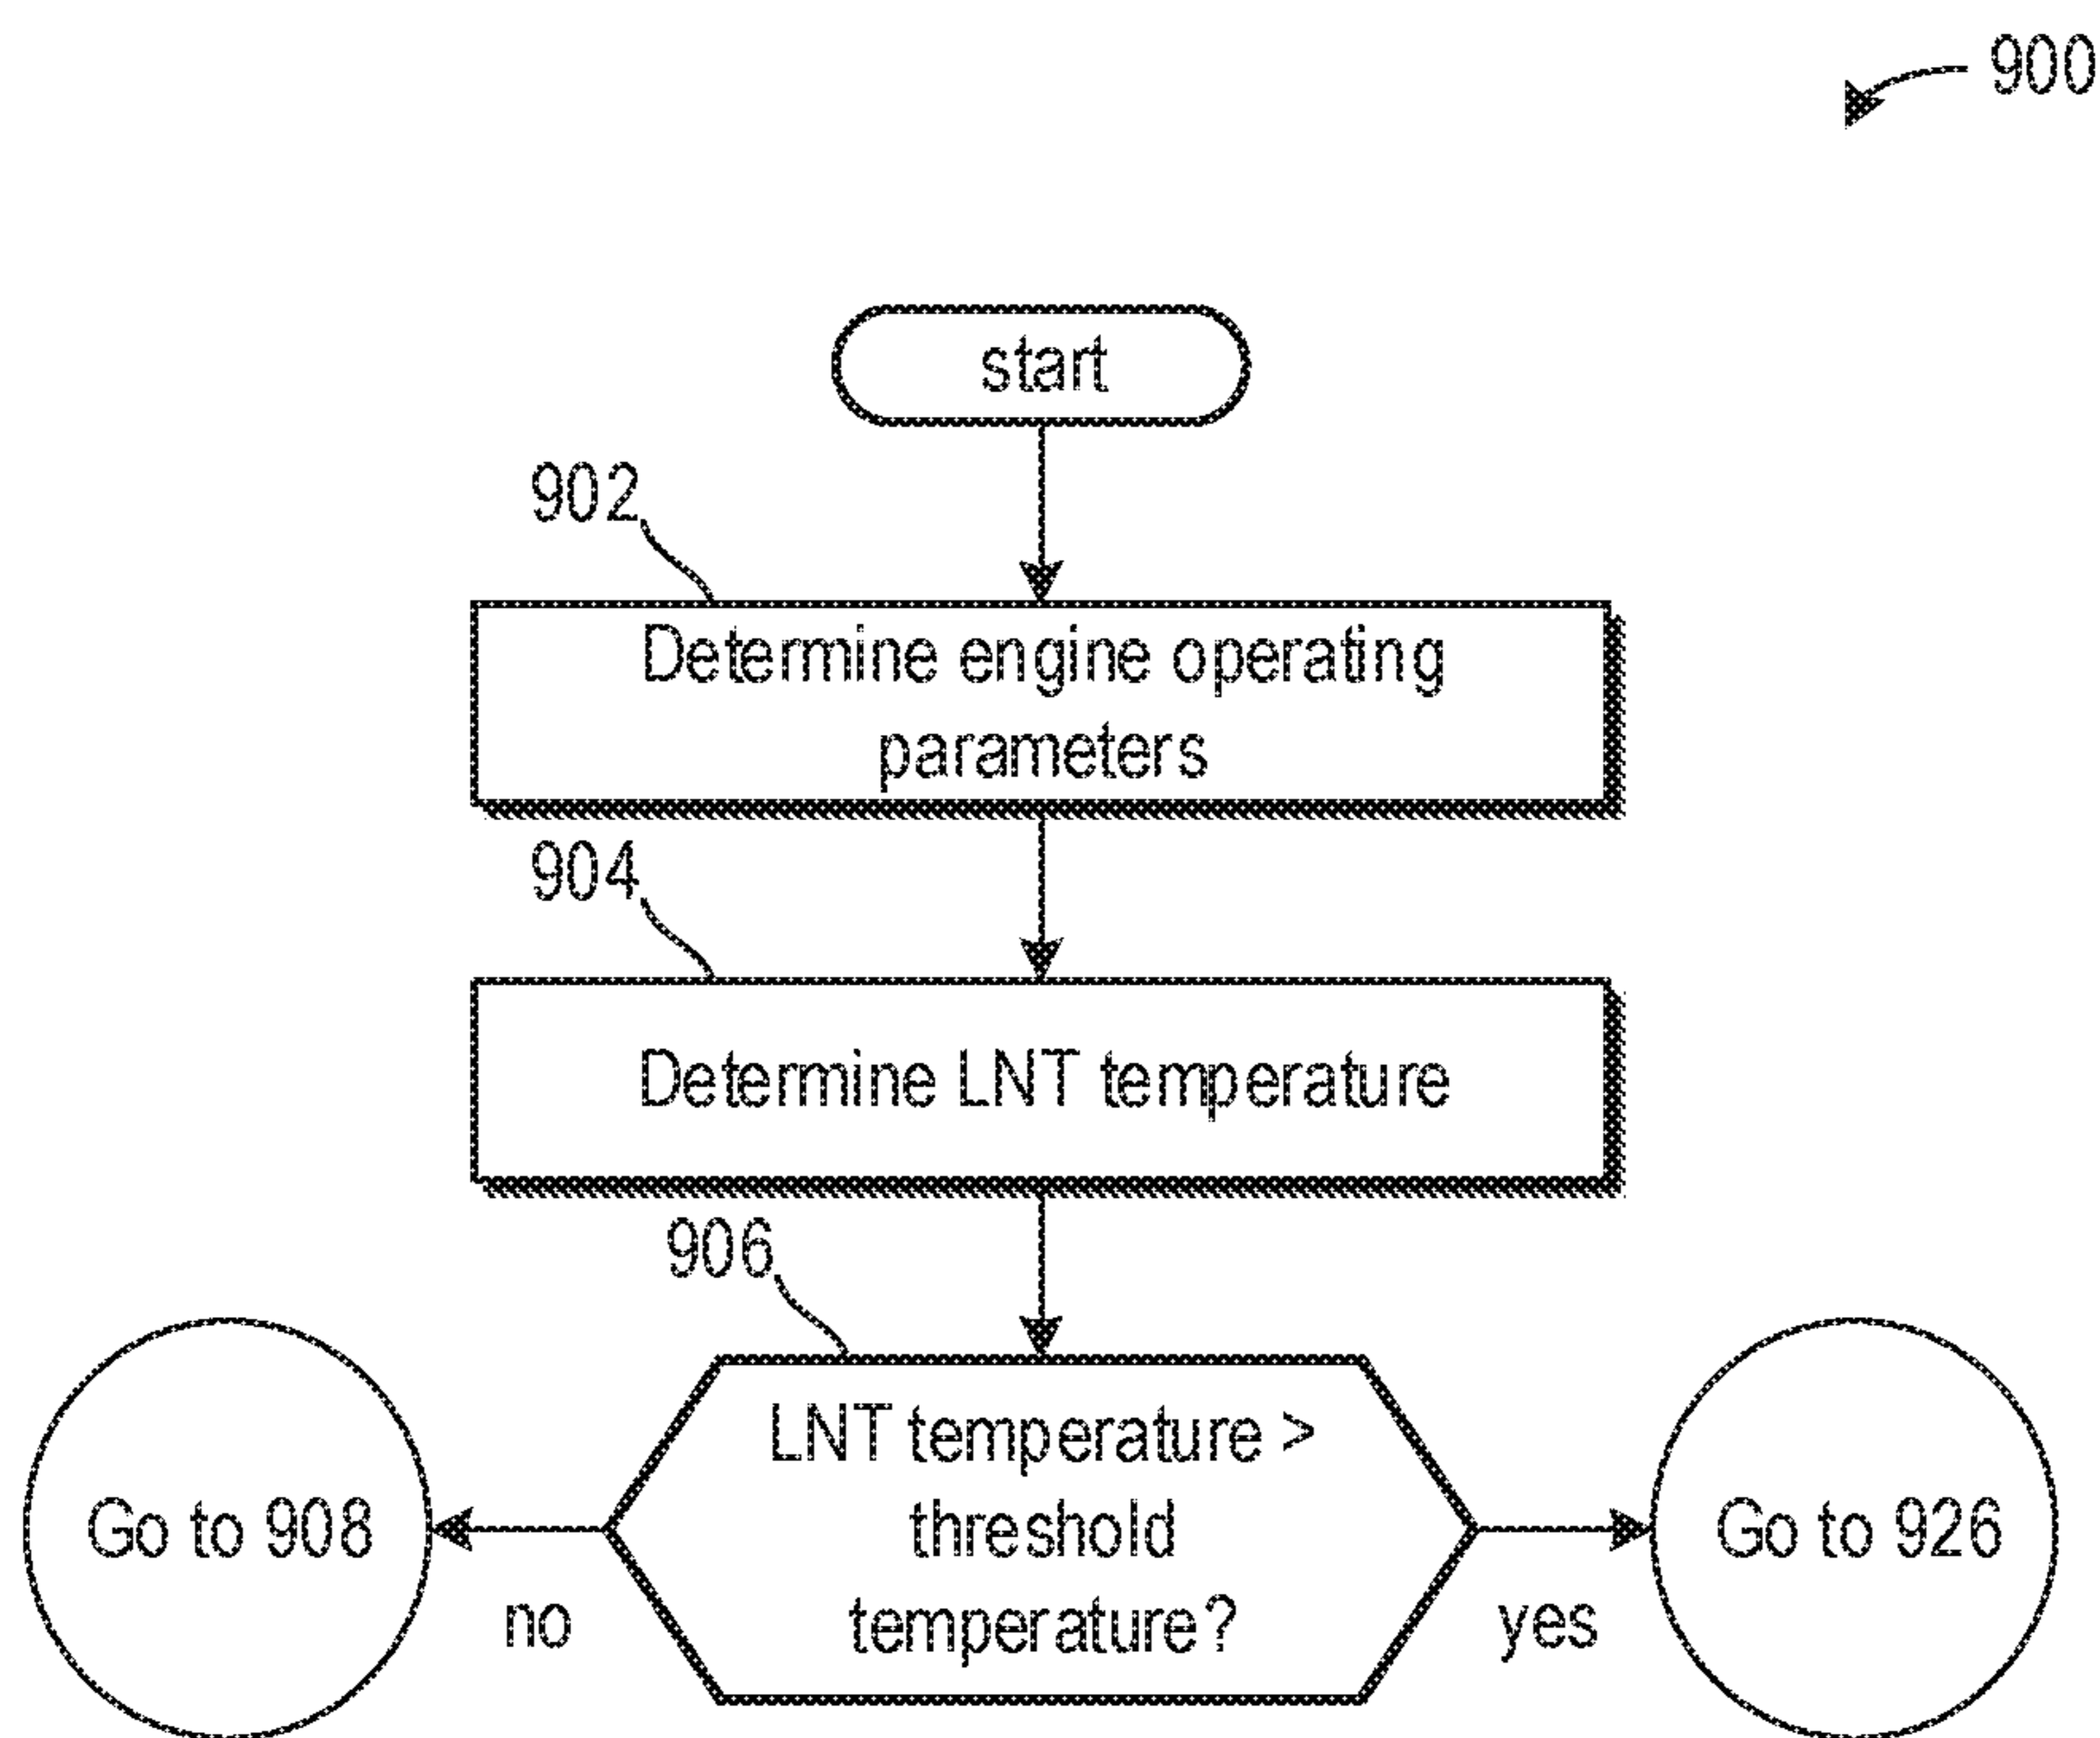 900
start
902
Determine engine operating
parameters
904
Determine LNT temperature
906
LNT temperature >
threshold
temperature?
Go to 908
no
yes
Go to 926